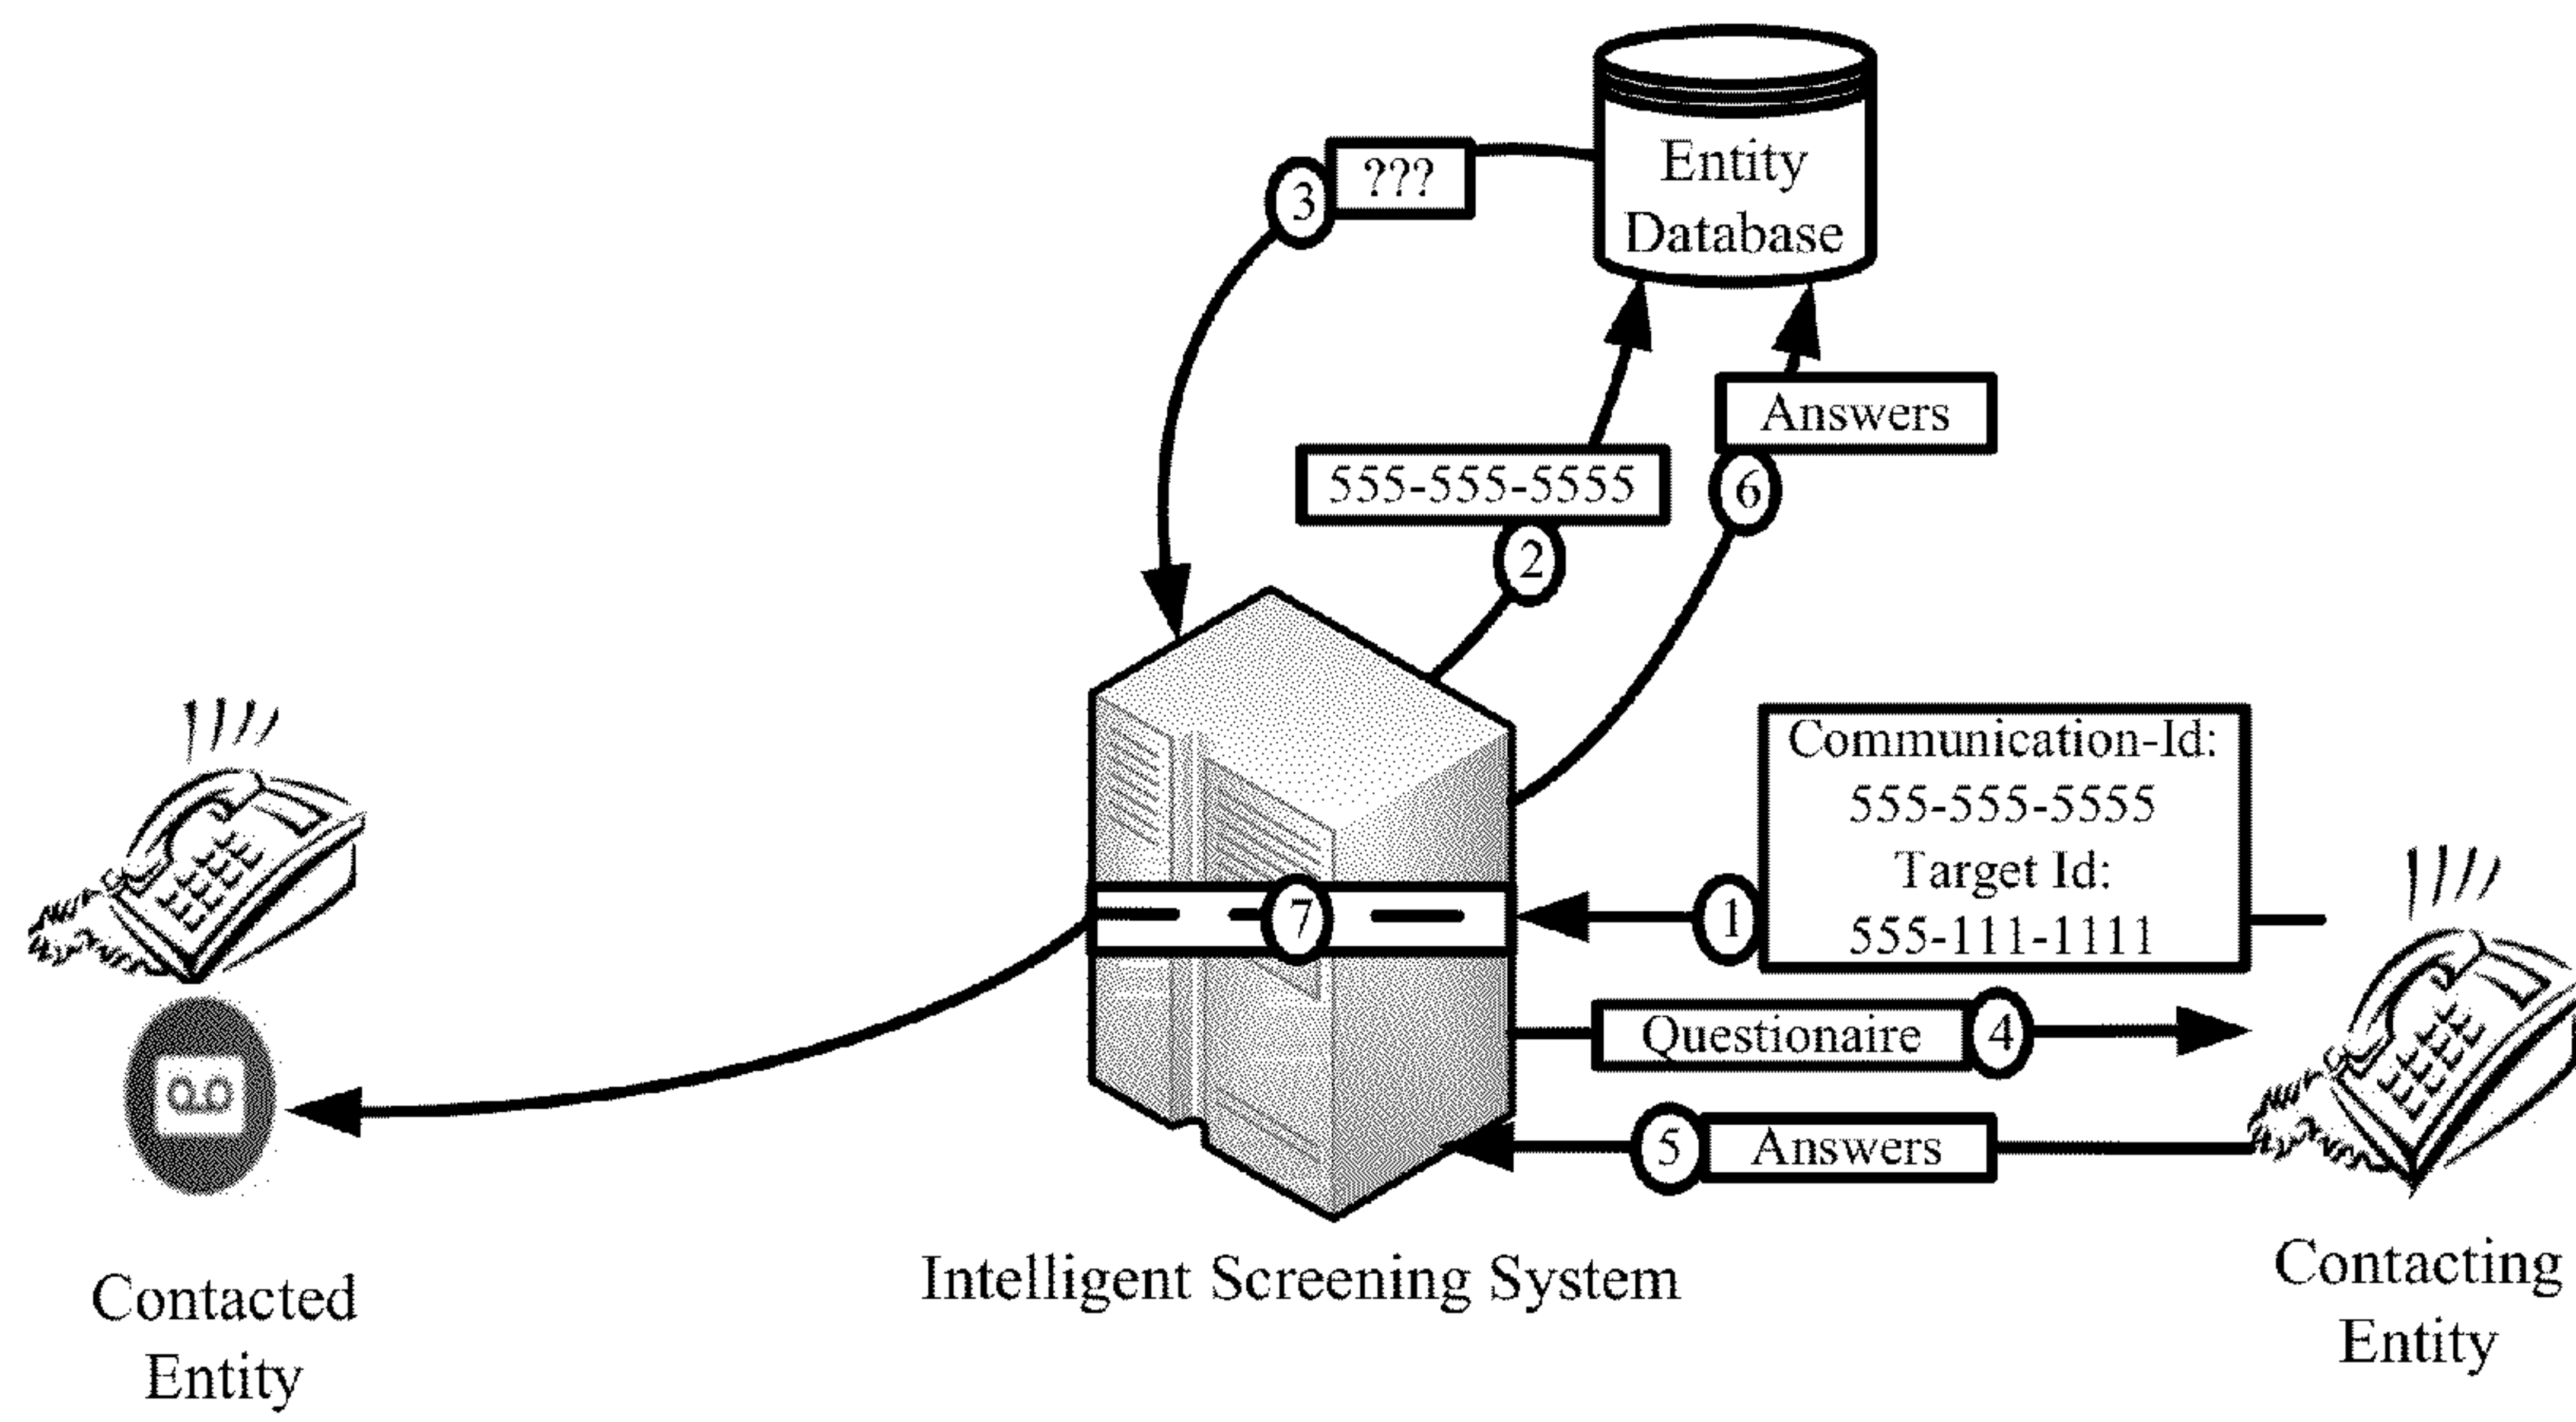 Entity
Database
3
???
Answers
555-555-5555
6
2
Communication-Id:
555-555-5555
Target Id:
555-111-1111
1
7
Questionaire
4
5
Answers
Intelligent Screening System
Contacted
Entity
Contacting
Entity